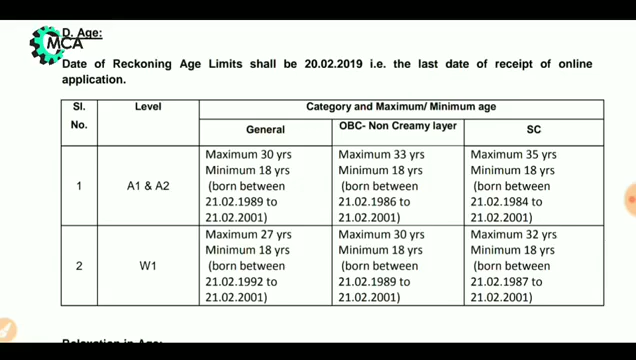 D. Age:
MCA
Date of Reckoning Age Limits shall be 20.02.2019 i.e. the last date of receipt of online
application.
Sl. No.
Level
Category and Maximum/ Minimum age
General
OBC- Non Creamy layer
SC
1
A1 & A2
Maximum 30 yrs
Minimum 18 yrs
(born between
21.02.1989 to
21.02.2001)
Maximum 33 yrs
Minimum 18 yrs
(born between
21.02.1986 to
21.02.2001)
Maximum 35 yrs
Minimum 18 yrs
(born between
21.02.1984 to
21.02.2001)
2
W1
Maximum 27 yrs
Minimum 18 yrs
(born between
21.02.1992 to
21.02.2001)
Maximum 30 yrs
Minimum 18 yrs
(born between
21.02.1989 to
21.02.2001)
Maximum 32 yrs
Minimum 18 yrs
(born between
21.02.1987 to
21.02.2001)
Relaxation in Age: